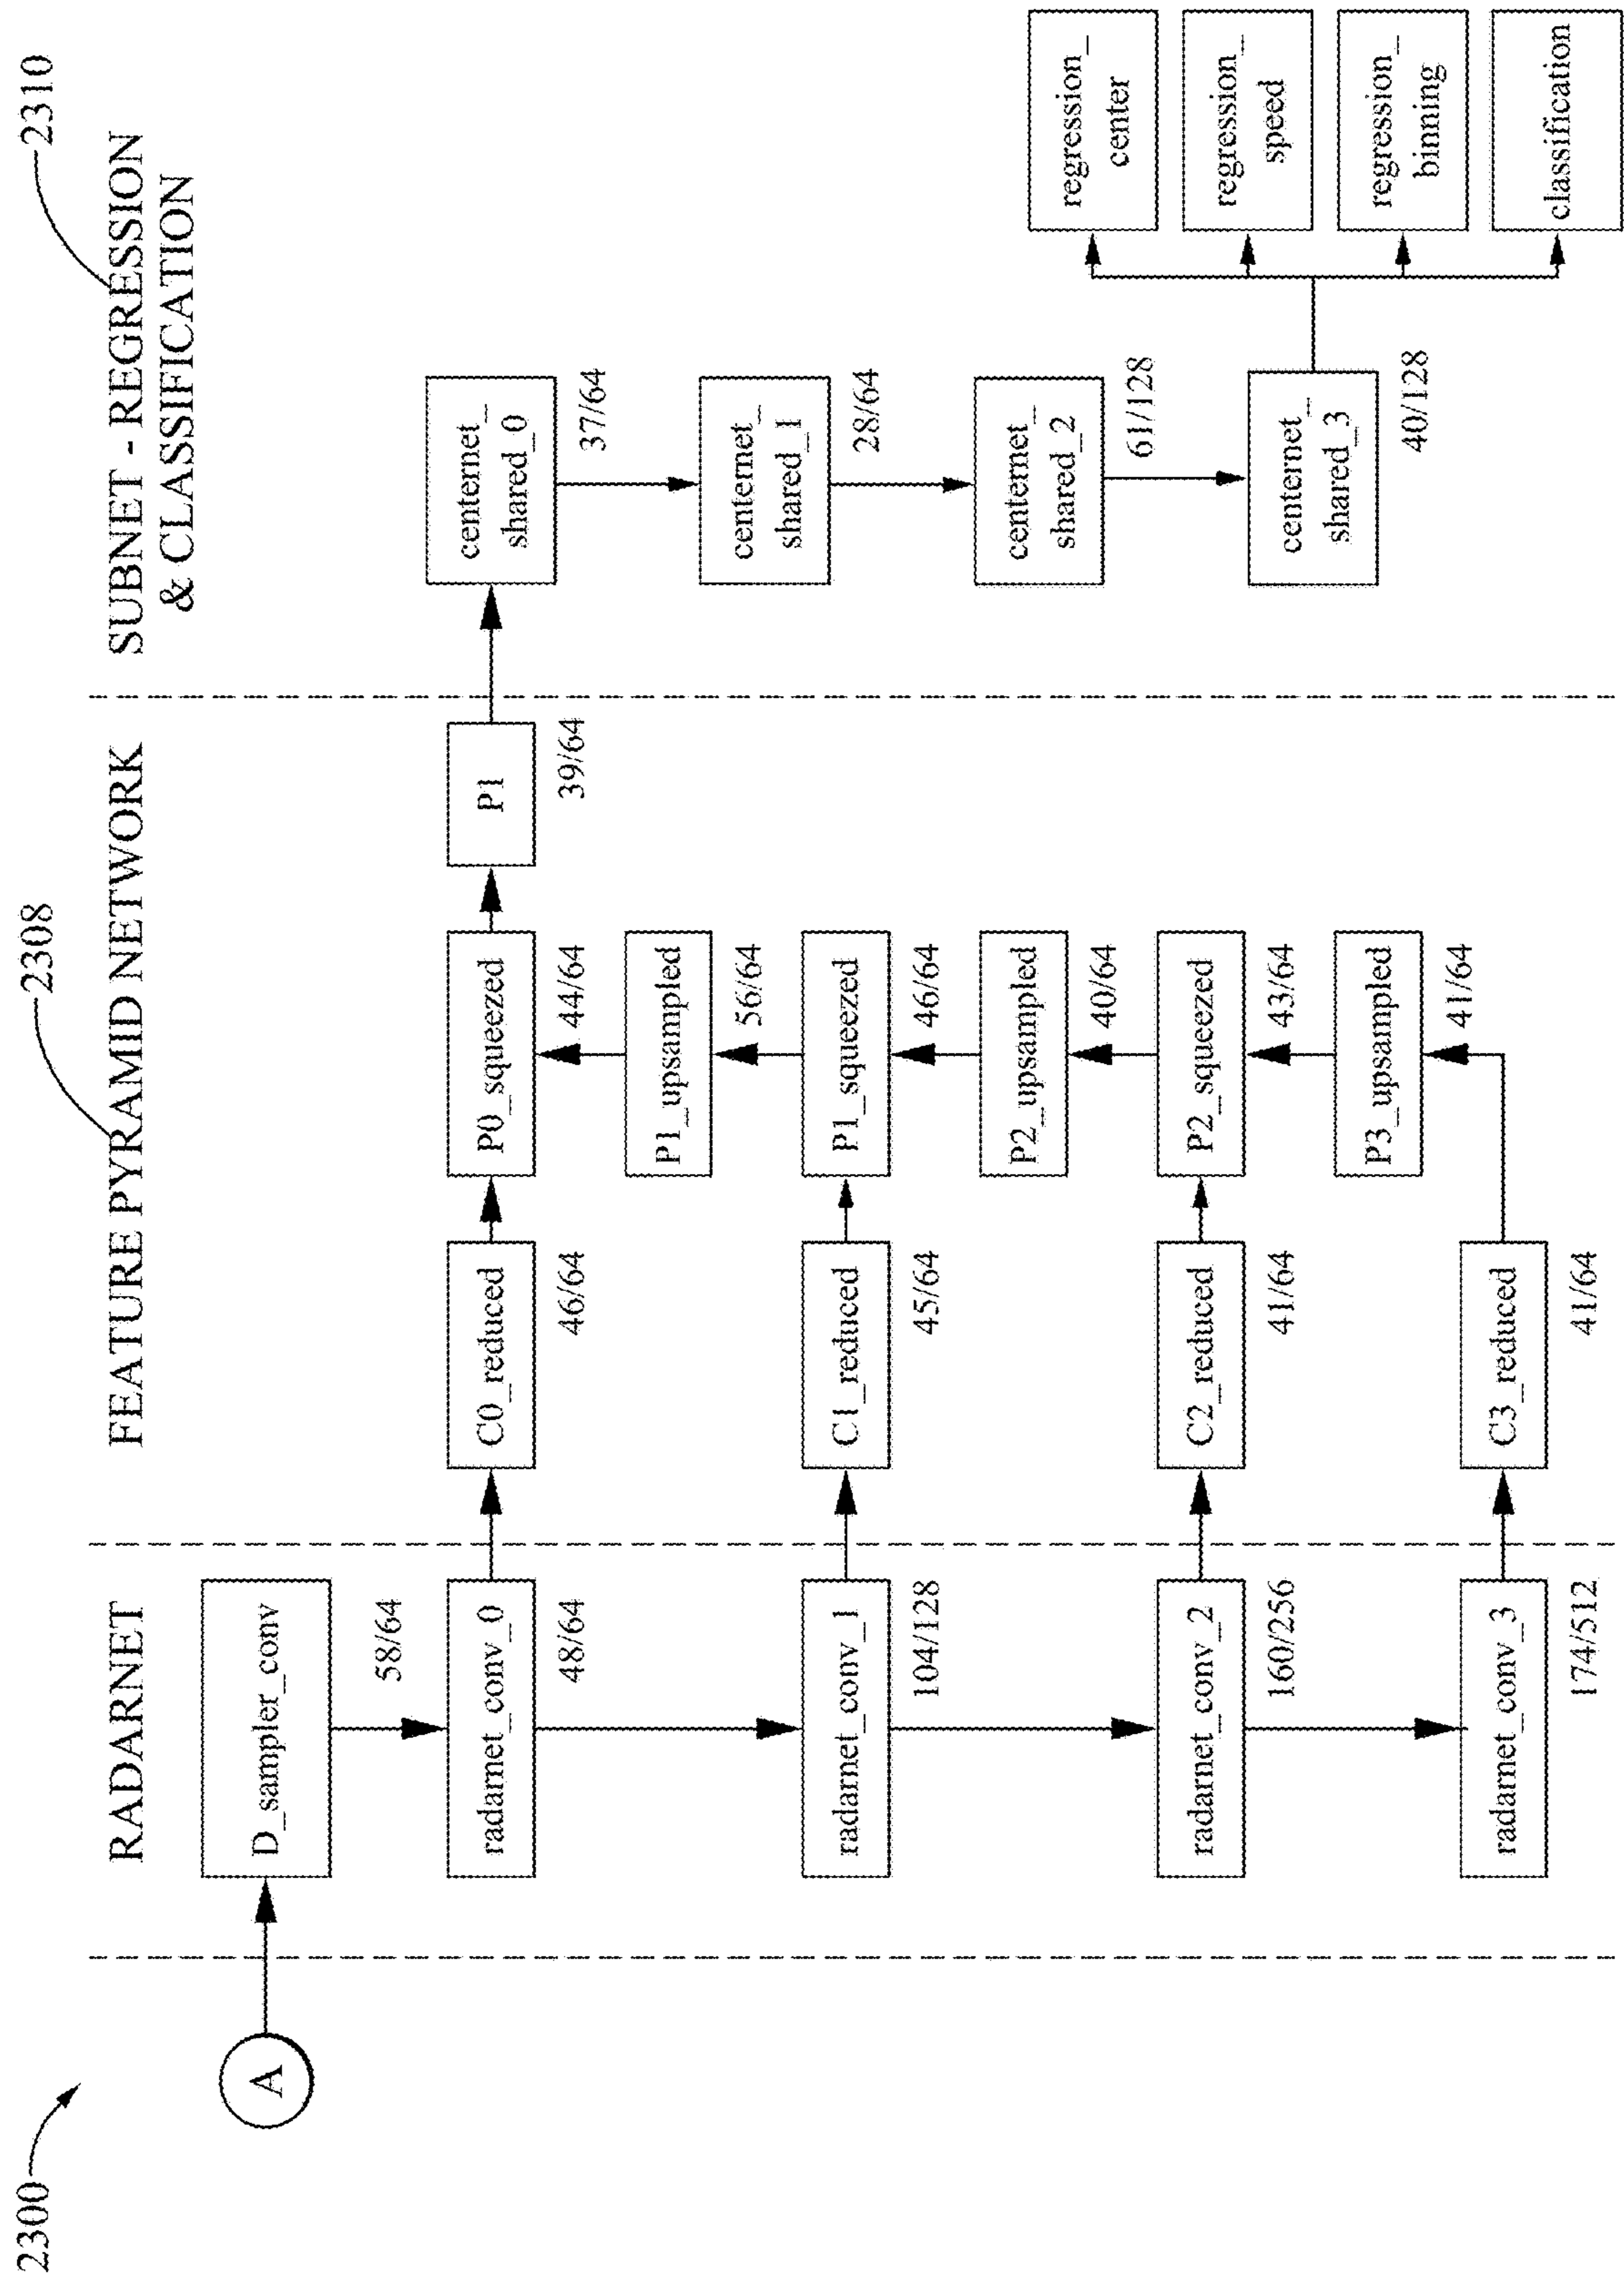 2300
2308
2310
RADARNET
FEATURE PYRAMID NETWORK
SUBNET - REGRESSION
& CLASSIFICATION
A
D_sampler_conv
58/64
radarnet_conv_0
48/64
radarnet_conv_1
104/128
radarnet_conv_2
160/256
radarnet_conv_3
174/512
C0_reduced
46/64
C1_reduced
45/64
C2_reduced
41/64
C3_reduced
41/64
P0_squeezed
44/64
P1_upsampled
56/64
P1_squeezed
46/64
P2_upsampled
40/64
P2_squeezed
43/64
P3_upsampled
41/64
P1
39/64
centernet_
shared_0
37/64
centernet_
shared_1
28/64
centernet_
shared_2
61/128
centernet_
shared_3
40/128
regression_
center
regression_
speed
regression_
binning
classification